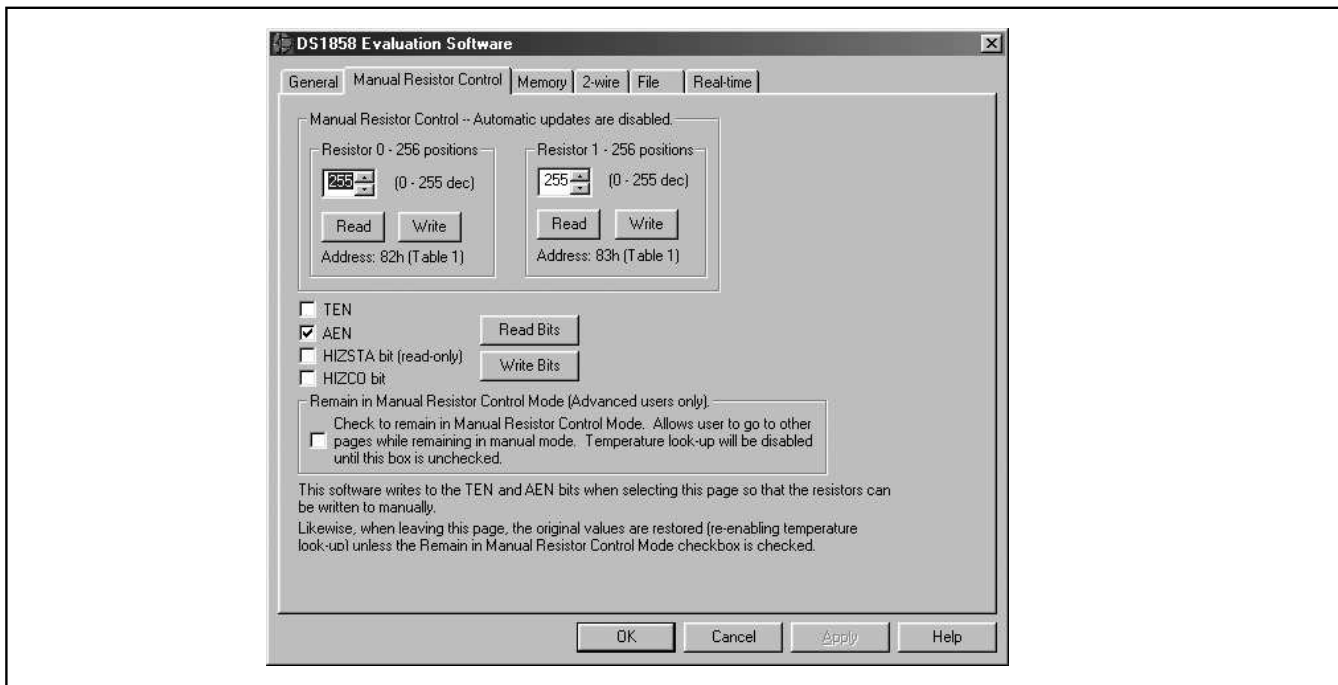 DS1858 Evaluation Software
General Manual Resistor Control Memory 2-wire File Real-time
Manual Resistor Control -- Automatic updates are disabled.
Resistor 0 - 256 positions
255 (0 - 255 dec)
Read Write
Address: 82h (Table 1)
Resistor 1 - 256 positions
255 (0 - 255 dec)
Read Write
Address: 83h (Table 1)
TEN
AEN
HIZSTA bit (read-only)
HIZCO bit
Read Bits
Write Bits
Remain in Manual Resistor Control Mode (Advanced users only).
Check to remain in Manual Resistor Control Mode. Allows user to go to other
pages while remaining in manual mode. Temperature look-up will be disabled
until this box is unchecked.
This software writes to the TEN and AEN bits when selecting this page so that the resistors can
be written to manually.
Likewise, when leaving this page, the original values are restored (re-enabling temperature
look-up) unless the Remain in Manual Resistor Control Mode checkbox is checked.
OK Cancel Apply Help